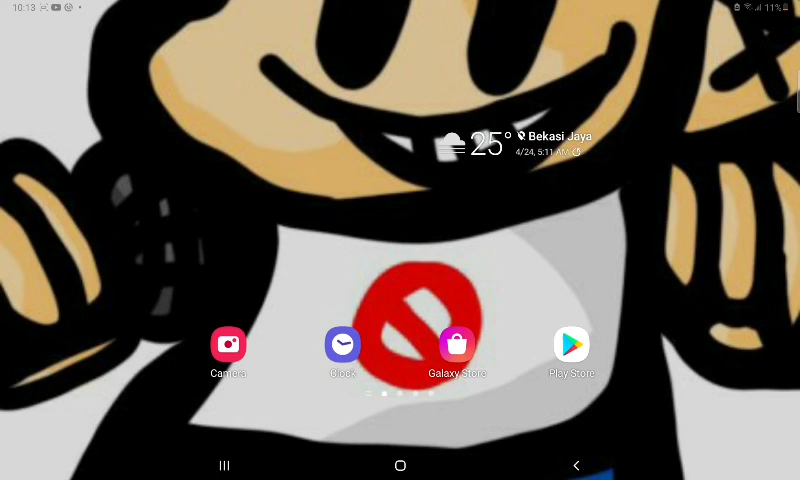 10:13
11%
25° Bekasi Jaya
4/24, 5:11 AM
Camera
Clock
Galaxy Store
Play Store